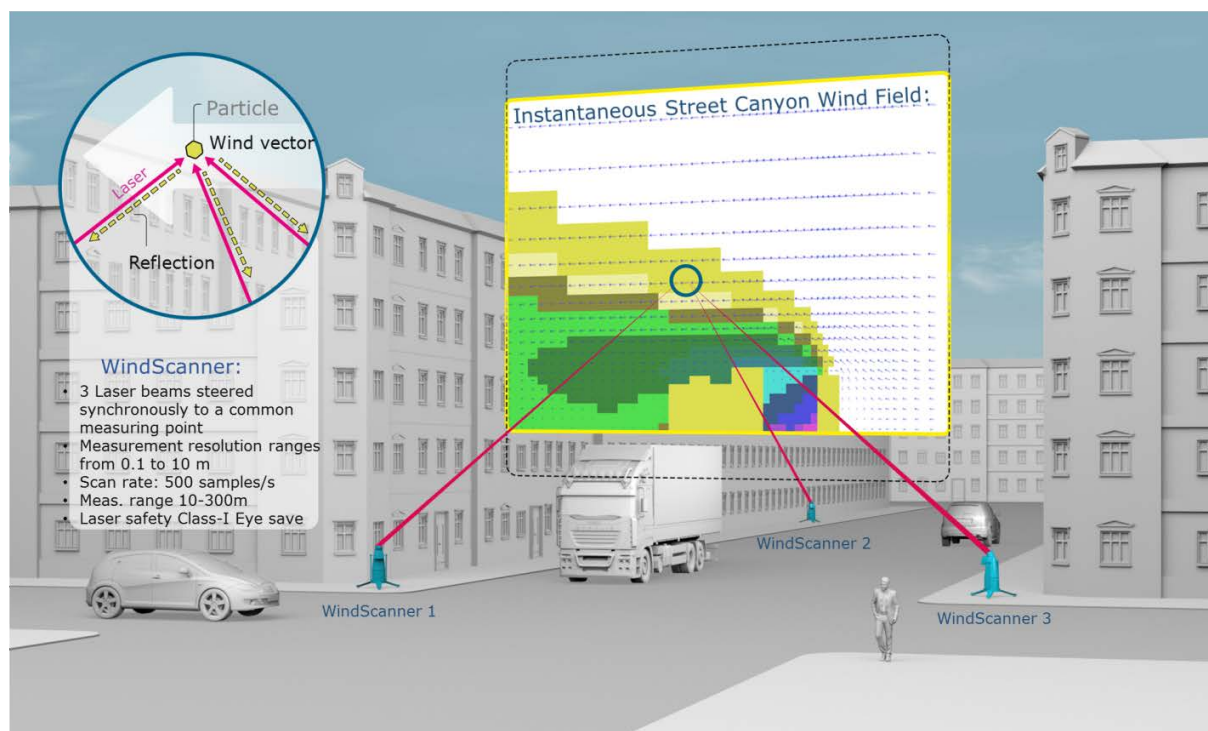 Particle
Wind vector
Laser
Reflection
WindScanner:
• 3 Laser beams steered
synchronously to a common
measuring point
• Measurement resolution ranges
from 0.1 to 10 m
• Scan rate: 500 samples/s
• Meas. range 10-300m
• Laser safety Class-I Eye save
Instantaneous Street Canyon Wind Field:
WindScanner 1
WindScanner 2
WindScanner 3